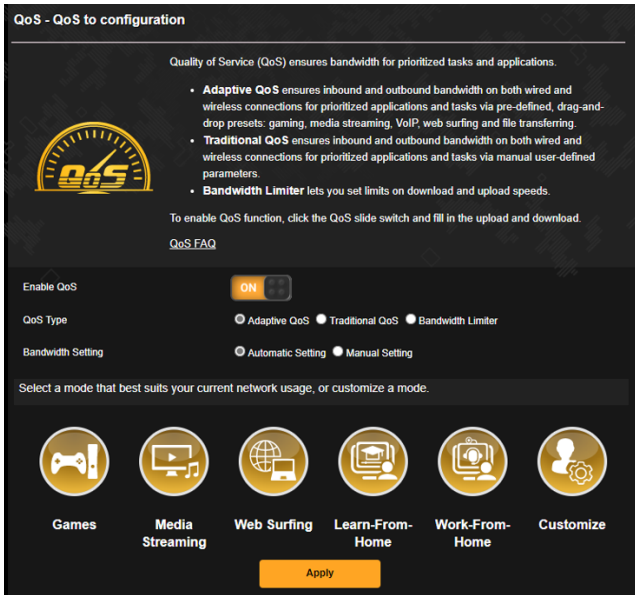 QoS - QoS to configuration
Quality of Service (QoS) ensures bandwidth for prioritized tasks and applications.
• Adaptive QoS ensures inbound and outbound bandwidth on both wired and
wireless connections for prioritized applications and tasks via pre-defined, drag-and-
drop presets: gaming, media streaming, VoIP, web surfing and file transferring.
• Traditional QoS ensures inbound and outbound bandwidth on both wired and
wireless connections for prioritized applications and tasks via manual user-defined
parameters.
• Bandwidth Limiter lets you set limits on download and upload speeds.
QoS
To enable QoS function, click the QoS slide switch and fill in the upload and download.
QoS FAQ
Enable QoS ON
QoS Type Adaptive QoS Traditional QoS Bandwidth Limiter
Bandwidth Setting Automatic Setting Manual Setting
Select a mode that best suits your current network usage, or customize a mode.
Games Media Web Surfing Learn-From- Work-From- Customize
Streaming Home Home
Apply